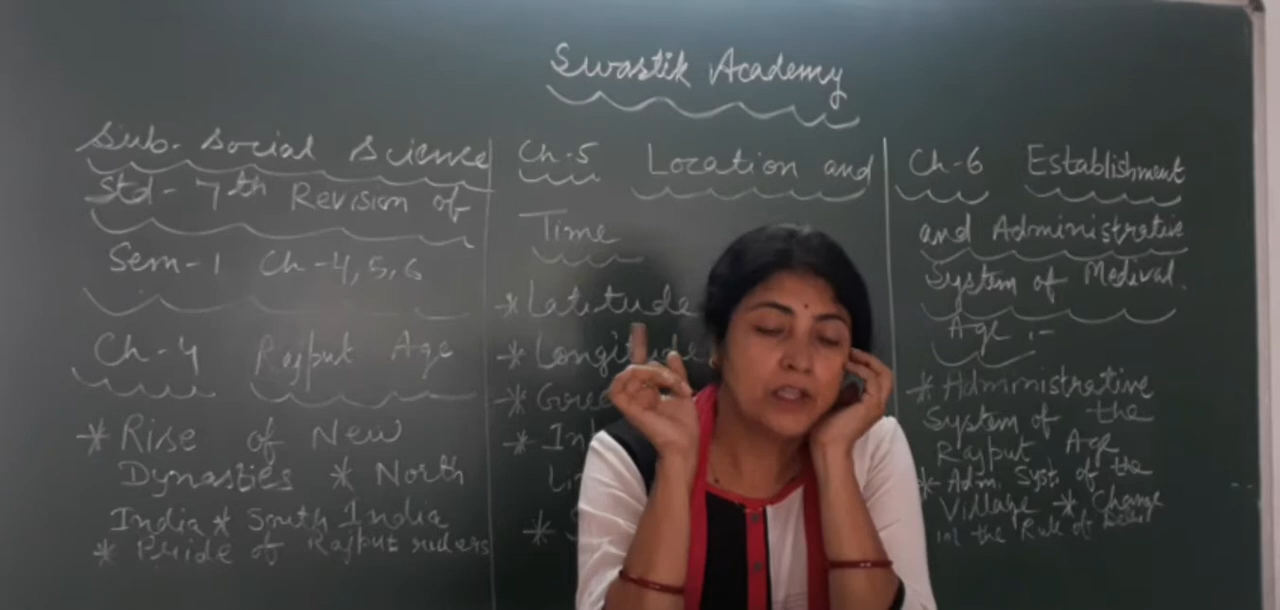 Swastik Academy
Sub- Social Science
Std- 7th Revision of
Sem-1 Ch-4,5,6
Ch-4 Rajput Age
* Rise of New
Dynasties * North
India * South India
* Pride of Rajput rulers
Ch-5 Location and
Time
* Latitude
* Longitude
*
*
*
Ch-6 Establishment
and Administrative
System of Medival
Age :-
* Administrative
System of the
Rajput Age
* Adm. Syst. of the
Village * Change
in the Rule of